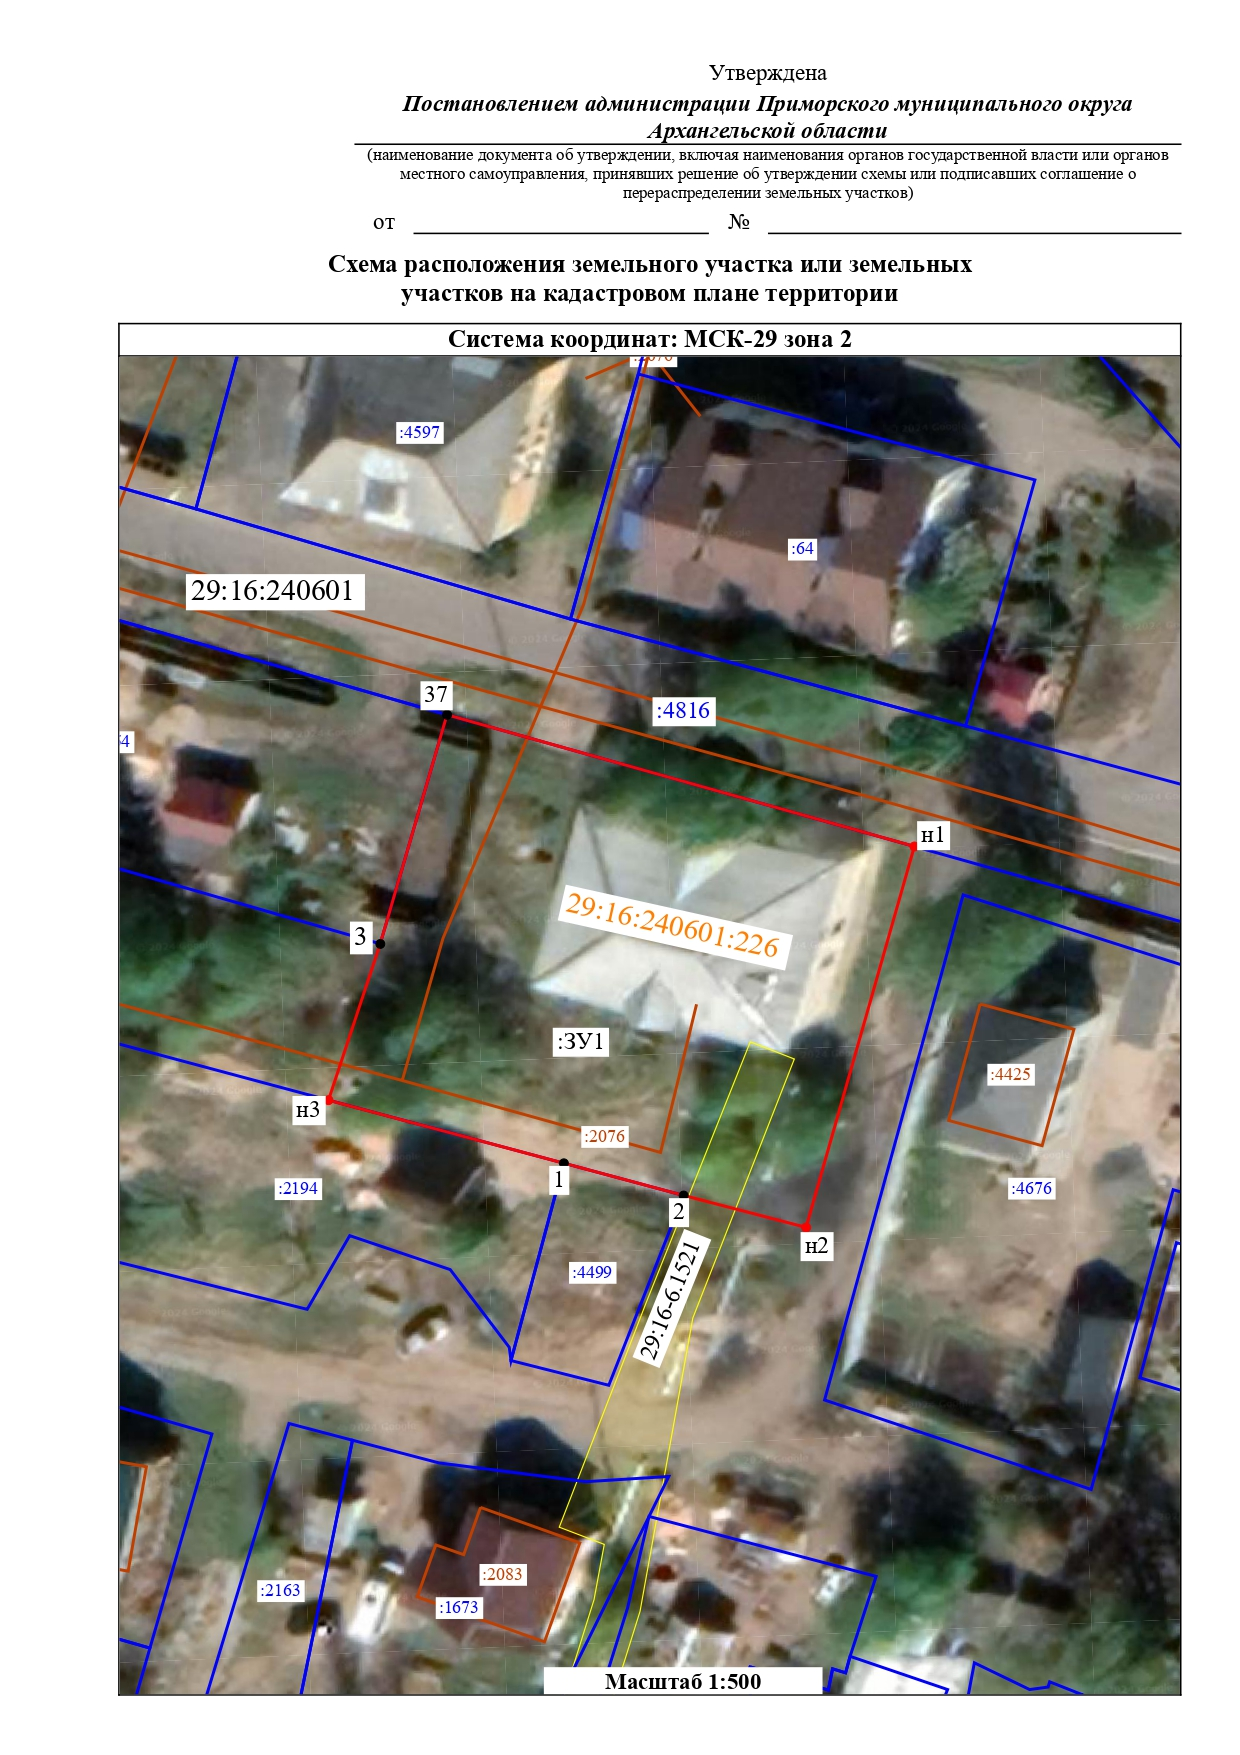 Утверждена
Постановлением администрации Приморского муниципального округа
Архангельской области
(наименование документа об утверждении, включая наименования органов государственной власти или органов
местного самоуправления, принявших решение об утверждении схемы или подписавших соглашение о
перераспределении земельных участков)
от № 
Схема расположения земельного участка или земельных
участков на кадастровом плане территории
Система координат: МСК-29 зона 2
:4597
:64
29:16:240601
37
:4816
н1
29:16:240601:226
3
:ЗУ1
:4425
н3
:2076
1
:2194
:4676
2
н2
:4499
29:16-6.1521
:2083
:2163
:1673
Масштаб 1:500